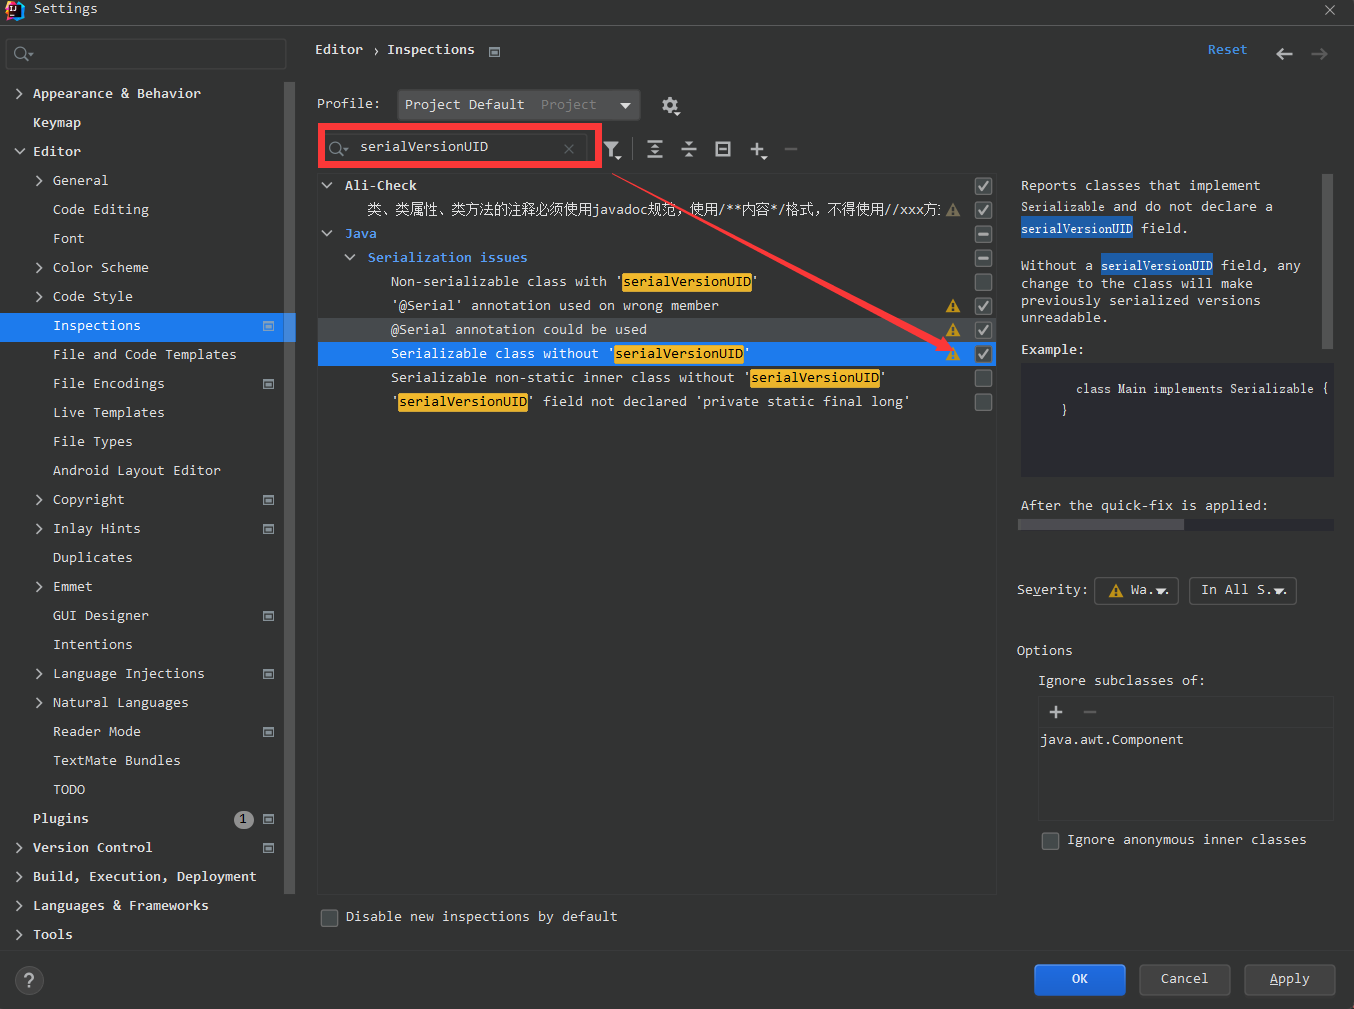 Settings
Editor › Inspections
Reset
Appearance & Behavior
Keymap
Editor
General
Code Editing
Font
Color Scheme
Code Style
Inspections
File and Code Templates
File Encodings
Live Templates
File Types
Android Layout Editor
Copyright
Inlay Hints
Duplicates
Emmet
GUI Designer
Intentions
Language Injections
Natural Languages
Reader Mode
TextMate Bundles
TODO
Plugins 1
Version Control
Build, Execution, Deployment
Languages & Frameworks
Tools
Profile: Project Default Project
serialVersionUID
Ali-Check
类、类属性、类方法的注释必须使用javadoc规范，使用/**内容*/格式，不得使用//xxx方
Java
Serialization issues
Non-serializable class with 'serialVersionUID'
'@Serial' annotation used on wrong member
@Serial annotation could be used
Serializable class without 'serialVersionUID'
Serializable non-static inner class without 'serialVersionUID'
'serialVersionUID' field not declared 'private static final long'
Disable new inspections by default
Reports classes that implement
Serializable and do not declare a
serialVersionUID field.
Without a serialVersionUID field, any
change to the class will make
previously serialized versions
unreadable.
Example:
class Main implements Serializable {
}
After the quick-fix is applied:
Severity: Wa.. In All S..
Options
Ignore subclasses of:
java.awt.Component
Ignore anonymous inner classes
?
OK
Cancel
Apply